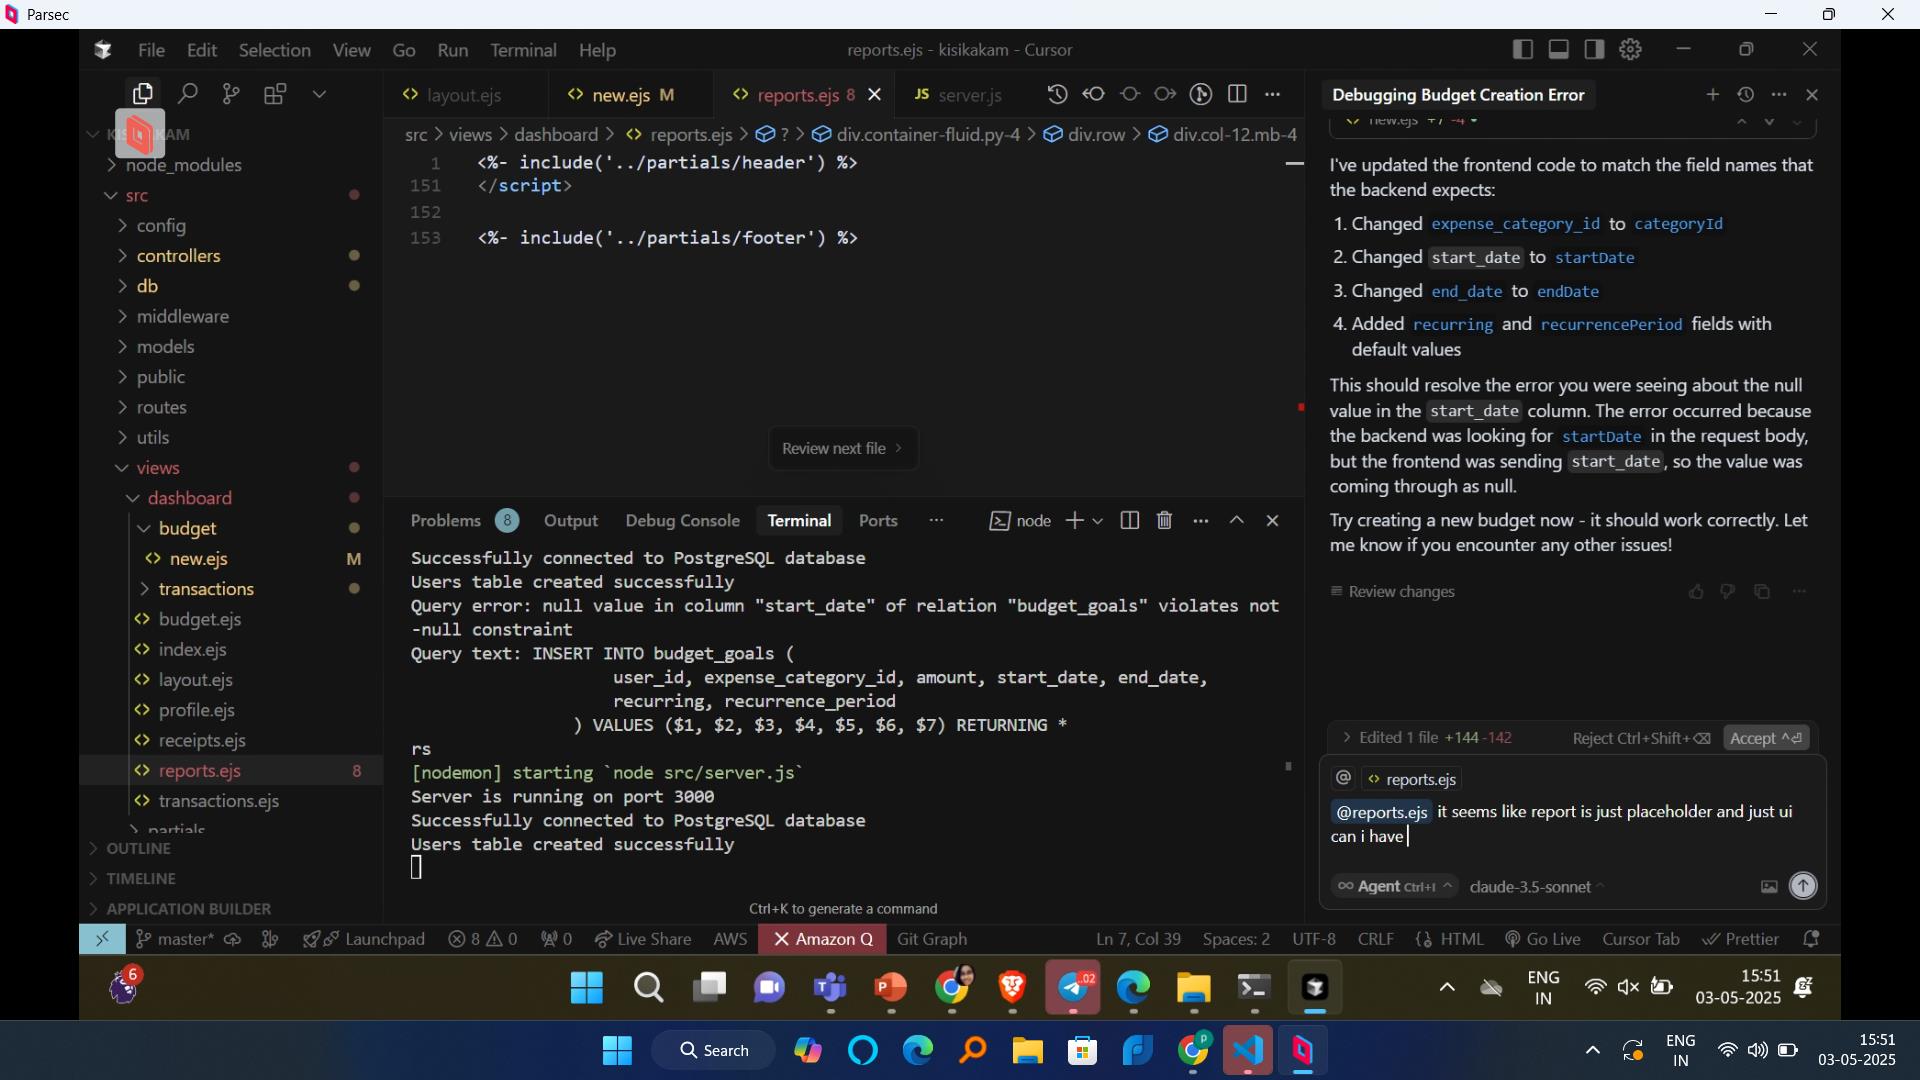 Parsec
File Edit Selection View Go Run Terminal Help
reports.ejs - kisikakam - Cursor
layout.ejs
new.ejs M
reports.ejs 8
JS server.js
Debugging Budget Creation Error
src > views > dashboard > reports.ejs > ? > div.container-fluid.py-4 > div.row > div.col-12.mb-4
1 <%- include('../partials/header') %>
151 </script>
152
153 <%- include('../partials/footer') %>
Review next file >
node_modules
src
config
controllers
db
middleware
models
public
routes
utils
views
dashboard
budget
new.ejs M
transactions
budget.ejs
index.ejs
layout.ejs
profile.ejs
receipts.ejs
reports.ejs 8
transactions.ejs
partials
OUTLINE
TIMELINE
APPLICATION BUILDER
Problems 8 Output Debug Console Terminal Ports
node
Successfully connected to PostgreSQL database
Users table created successfully
Query error: null value in column "start_date" of relation "budget_goals" violates not
-null constraint
Query text: INSERT INTO budget_goals (
user_id, expense_category_id, amount, start_date, end_date,
recurring, recurrence_period
) VALUES ($1, $2, $3, $4, $5, $6, $7) RETURNING *
rs
[nodemon] starting `node src/server.js`
Server is running on port 3000
Successfully connected to PostgreSQL database
Users table created successfully
Ctrl+K to generate a command
new.ejs +7 -4
I've updated the frontend code to match the field names that
the backend expects:
1. Changed expense_category_id to categoryId
2. Changed start_date to startDate
3. Changed end_date to endDate
4. Added recurring and recurrencePeriod fields with
default values
This should resolve the error you were seeing about the null
value in the start_date column. The error occurred because
the backend was looking for startDate in the request body,
but the frontend was sending start_date, so the value was
coming through as null.
Try creating a new budget now - it should work correctly. Let
me know if you encounter any other issues!
Review changes
> Edited 1 file +144 -142 Reject Ctrl+Shift+⌫ Accept ^⏎
@ reports.ejs
@reports.ejs it seems like report is just placeholder and just ui
can i have
∞ Agent Ctrl+I claude-3.5-sonnet
master* Launchpad 8 0 0 Live Share AWS Amazon Q Git Graph
Ln 7, Col 39 Spaces: 2 UTF-8 CRLF HTML Go Live Cursor Tab Prettier
6
02
ENG
IN
15:51
03-05-2025
Search
P
ENG
IN
15:51
03-05-2025